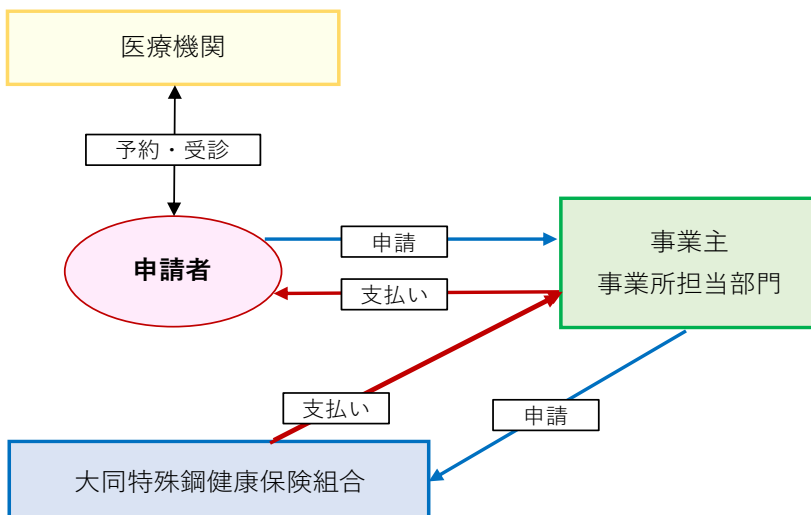 医療機関
予約・受診
申請
申請者
事業主
事業所担当部門
支払い
支払い
申請
大同特殊鋼健康保険組合